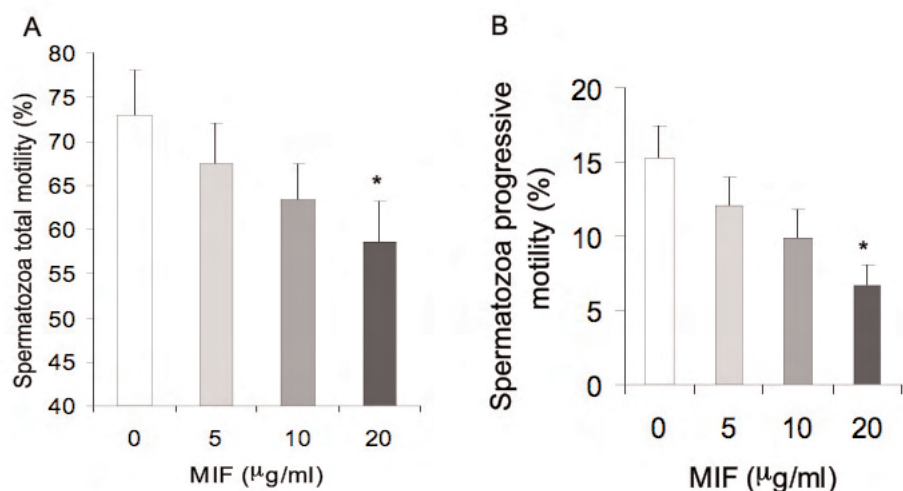 A
Spermatozoa total motility (%)
80
75
70
65
60
55
50
45
40
*
0 5 10 20
MIF (μg/ml)
B
Spermatozoa progressive
motility (%)
20
15
10
5
0
*
0 5 10 20
MIF (μg/ml)